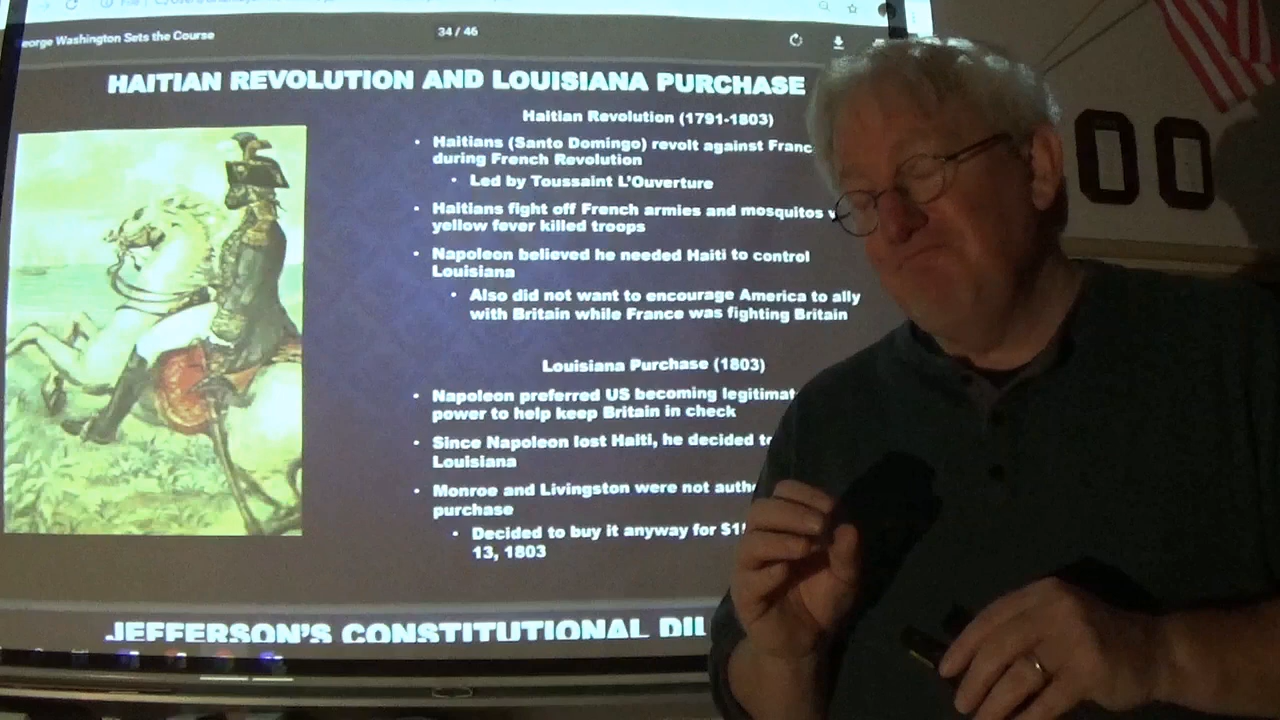 eorge Washington Sets the Course
34 / 46
HAITIAN REVOLUTION AND LOUISIANA PURCHASE
Haitian Revolution (1791-1803)
• Haitians (Santo Domingo) revolt against Franc
during French Revolution
• Led by Toussaint L'Ouverture
• Haitians fight off French armies and mosquitos
yellow fever killed troops
• Napoleon believed he needed Haiti to control
Louisiana
• Also did not want to encourage America to ally
with Britain while France was fighting Britain
Louisiana Purchase (1803)
• Napoleon preferred US becoming legitimat
power to help keep Britain in check
• Since Napoleon lost Haiti, he decided t
Louisiana
• Monroe and Livingston were not auth
purchase
• Decided to buy it anyway for $1
13, 1803
JEFFERSON'S CONSTITUTIONAL DIL
00